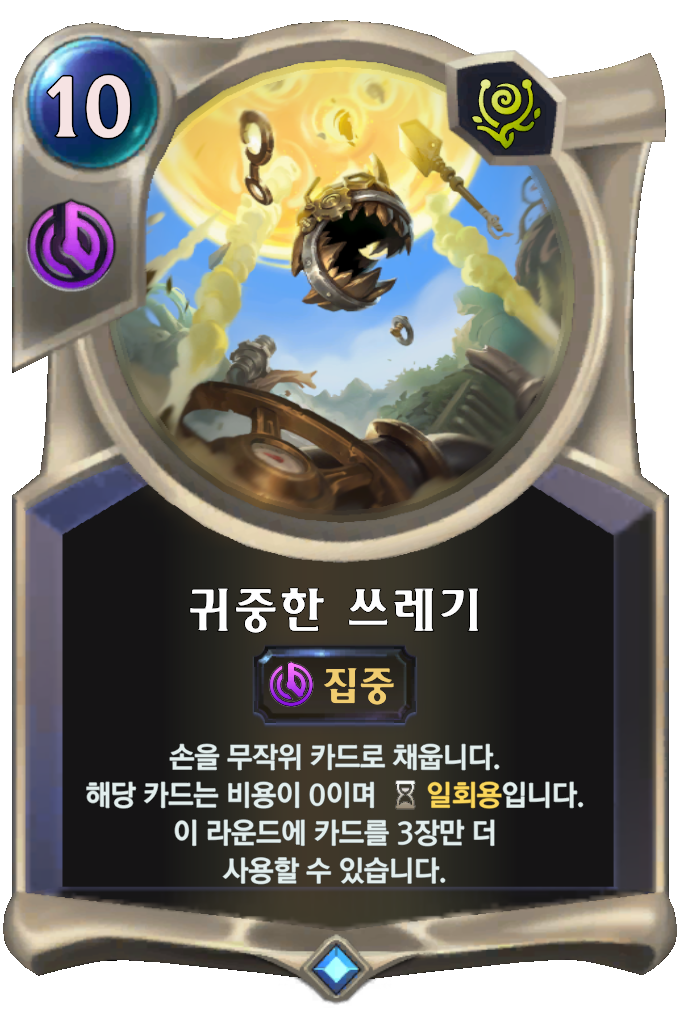 10
귀중한 쓰레기
집중
손을 무작위 카드로 채웁니다.
해당 카드는 비용이 0이며 일회용입니다.
이 라운드에 카드를 3장만 더
사용할 수 있습니다.